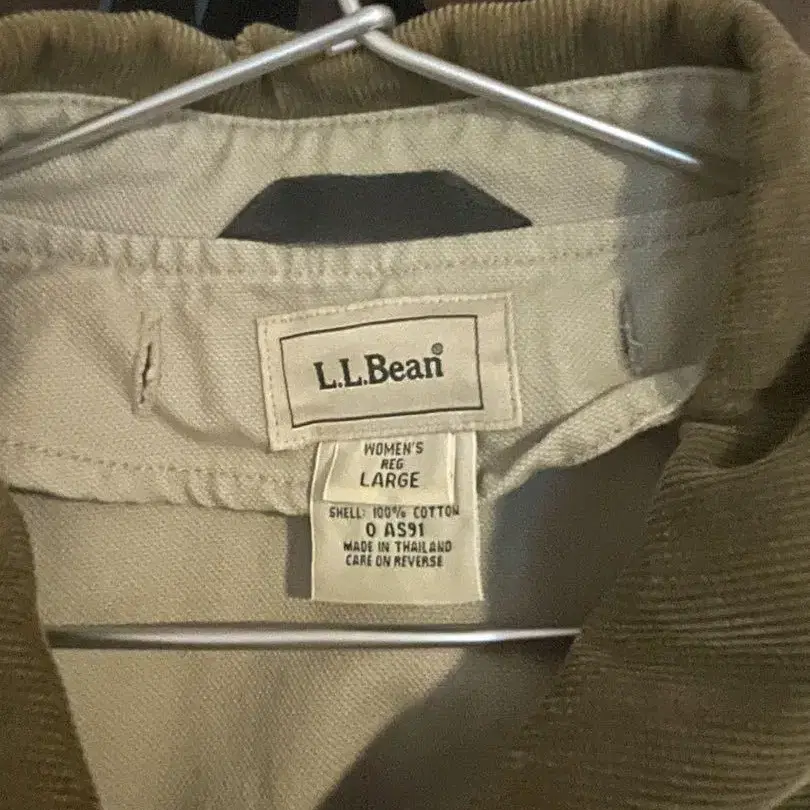 L.L.Bean®
WOMEN'S
REG
LARGE
SHELL: 100% COTTON
0 AS91
MADE IN THAILAND
CARE ON REVERSE